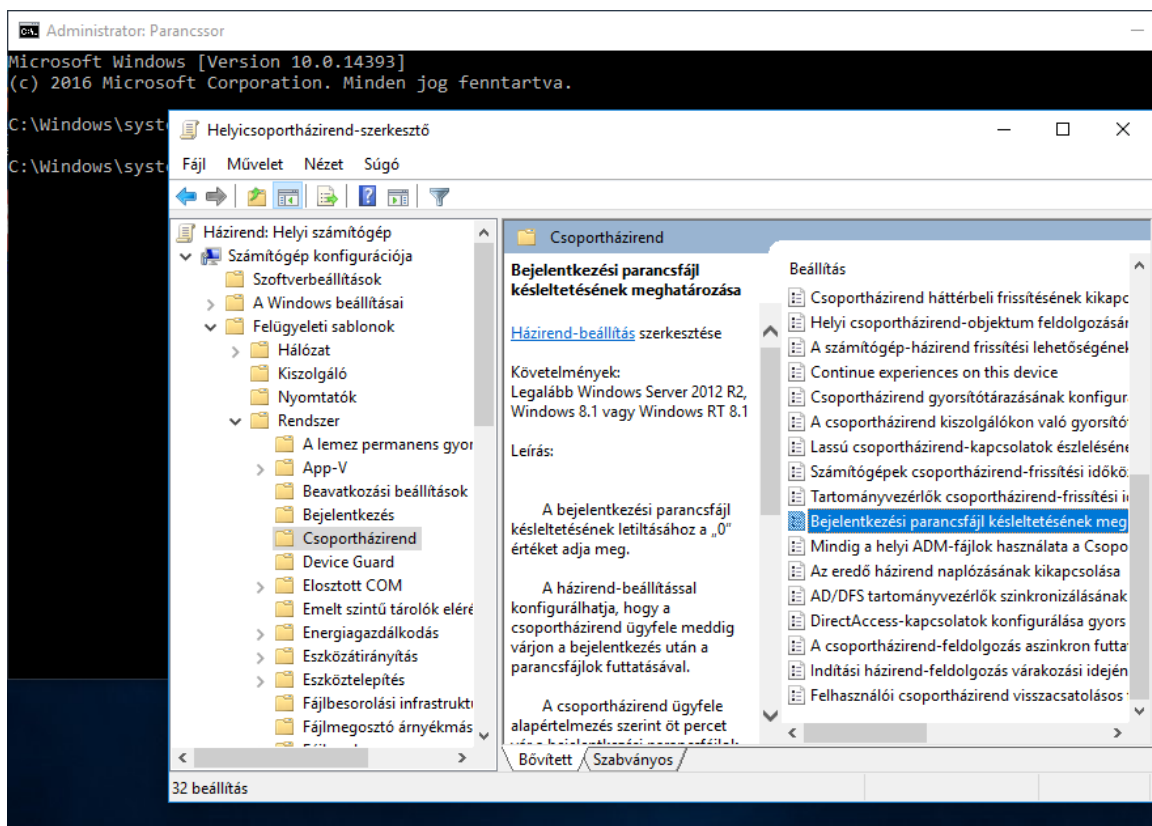 Administrator: Parancssor
Microsoft Windows [Version 10.0.14393]
(c) 2016 Microsoft Corporation. Minden jog fenntartva.
C:\Windows\syst
C:\Windows\syst
Helyicsoportházirend-szerkesztő
Fájl Művelet Nézet Súgó
Házirend: Helyi számítógép
Számítógép konfigurációja
Szoftverbeállítások
A Windows beállításai
Felügyeleti sablonok
Hálózat
Kiszolgáló
Nyomtatók
Rendszer
A lemez permanens gyor
App-V
Beavatkozási beállítások
Bejelentkezés
Csoportházirend
Device Guard
Elosztott COM
Emelt szintű tárolók eléré
Energiagazdálkodás
Eszközátirányítás
Eszköztelepítés
Fájlbesorolási infrastruktu
Fájlmegosztó árnyékmás
Csoportházirend
Bejelentkezési parancsfájl
késleltetésének meghatározása
Házirend-beállítás szerkesztése
Követelmények:
Legalább Windows Server 2012 R2,
Windows 8.1 vagy Windows RT 8.1
Leírás:
A bejelentkezési parancsfájl
késleltetésének letiltásához a „0”
értéket adja meg.
A házirend-beállítással
konfigurálhatja, hogy a
csoportházirend ügyfele meddig
várjon a bejelentkezés után a
parancsfájlok futtatásával.
A csoportházirend ügyfele
alapértelmezés szerint öt percet
Beállítás
Csoportházirend háttérbeli frissítésének kikapc
Helyi csoportházirend-objektum feldolgozásár
A számítógép-házirend frissítési lehetőségének
Continue experiences on this device
Csoportházirend gyorsítótárazásának konfigur
A csoportházirend kiszolgálókon való gyorsító
Lassú csoportházirend-kapcsolatok észleléséne
Számítógépek csoportházirend-frissítési időkö
Tartományvezérlők csoportházirend-frissítési i
Bejelentkezési parancsfájl késleltetésének meg
Mindig a helyi ADM-fájlok használata a Csopo
Az eredő házirend naplózásának kikapcsolása
AD/DFS tartományvezérlők szinkronizálásának
DirectAccess-kapcsolatok konfigurálása gyors
A csoportházirend-feldolgozás aszinkron futta
Indítási házirend-feldolgozás várakozási idején
Felhasználói csoportházirend visszacsatolásos
Bővített Szabványos
32 beállítás